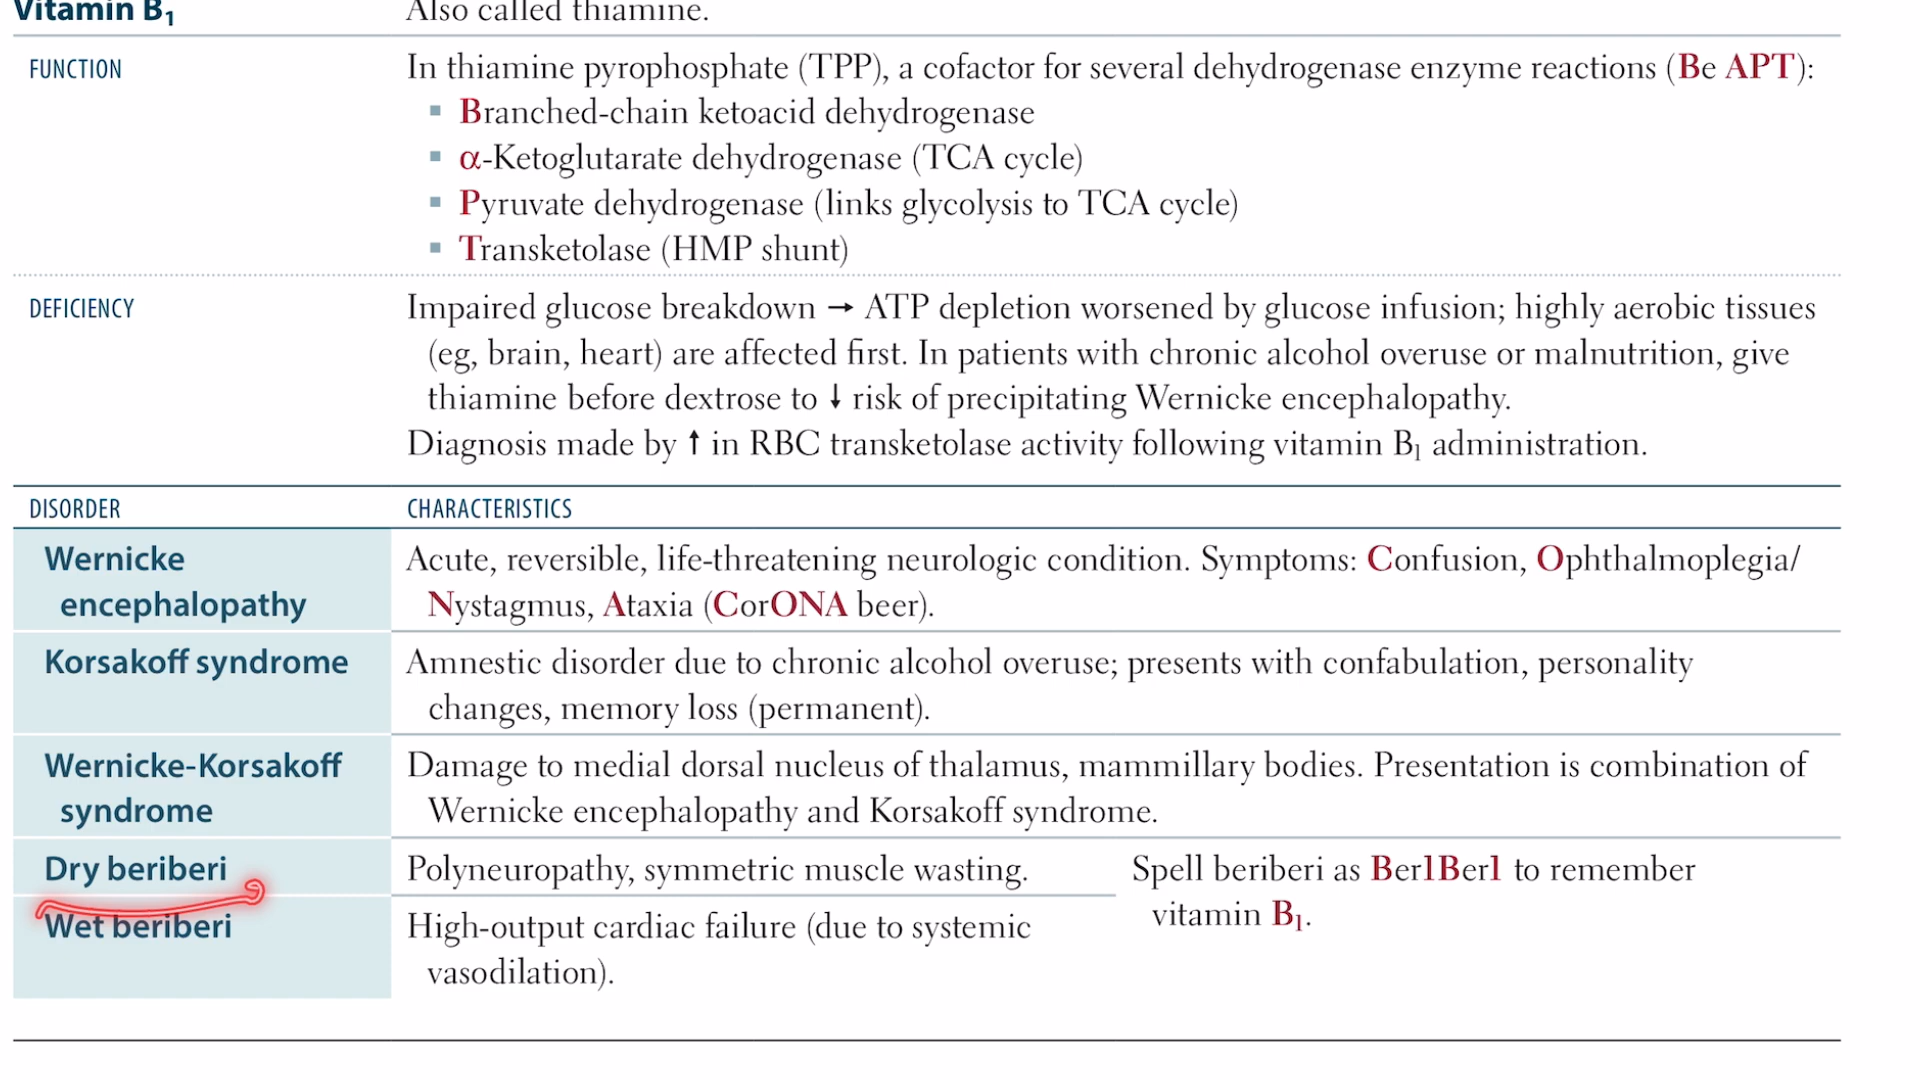 Vitamin B1 Also called thiamine.
FUNCTION In thiamine pyrophosphate (TPP), a cofactor for several dehydrogenase enzyme reactions (Be APT):
▪ Branched-chain ketoacid dehydrogenase
▪ α-Ketoglutarate dehydrogenase (TCA cycle)
▪ Pyruvate dehydrogenase (links glycolysis to TCA cycle)
▪ Transketolase (HMP shunt)
DEFICIENCY Impaired glucose breakdown → ATP depletion worsened by glucose infusion; highly aerobic tissues
(eg, brain, heart) are affected first. In patients with chronic alcohol overuse or malnutrition, give
thiamine before dextrose to ↓ risk of precipitating Wernicke encephalopathy.
Diagnosis made by ↑ in RBC transketolase activity following vitamin B1 administration.
DISORDER CHARACTERISTICS
Wernicke
encephalopathy
Acute, reversible, life-threatening neurologic condition. Symptoms: Confusion, Ophthalmoplegia/
Nystagmus, Ataxia (CorONA beer).
Korsakoff syndrome
Amnestic disorder due to chronic alcohol overuse; presents with confabulation, personality
changes, memory loss (permanent).
Wernicke-Korsakoff
syndrome
Damage to medial dorsal nucleus of thalamus, mammillary bodies. Presentation is combination of
Wernicke encephalopathy and Korsakoff syndrome.
Dry beriberi
Polyneuropathy, symmetric muscle wasting.
Wet beriberi
High-output cardiac failure (due to systemic
vasodilation).
Spell beriberi as Ber1Ber1 to remember
vitamin B1.